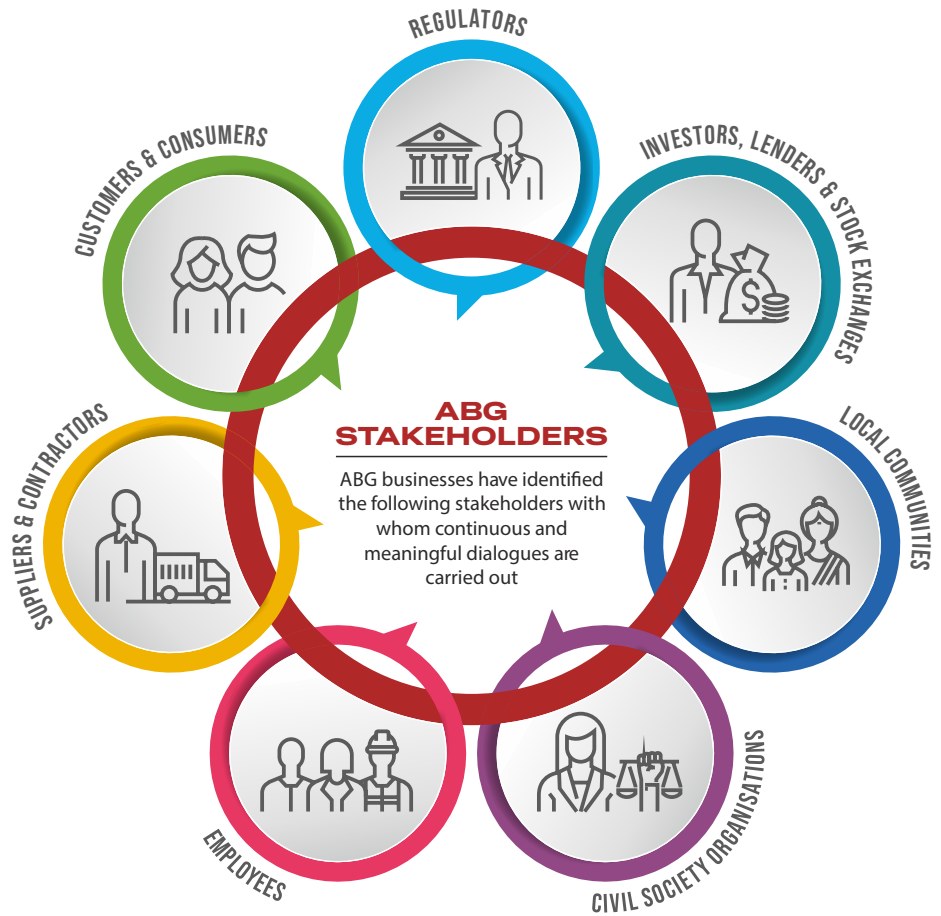 REGULATORS
CUSTOMERS & CONSUMERS
INVESTORS, LENDERS & STOCK EXCHANGES
SUPPLIERS & CONTRACTORS
LOCAL COMMUNITIES
ABG
STAKEHOLDERS
ABG businesses have identified
the following stakeholders with
whom continuous and
meaningful dialogues are
carried out
$
EMPLOYEES
CIVIL SOCIETY ORGANISATIONS